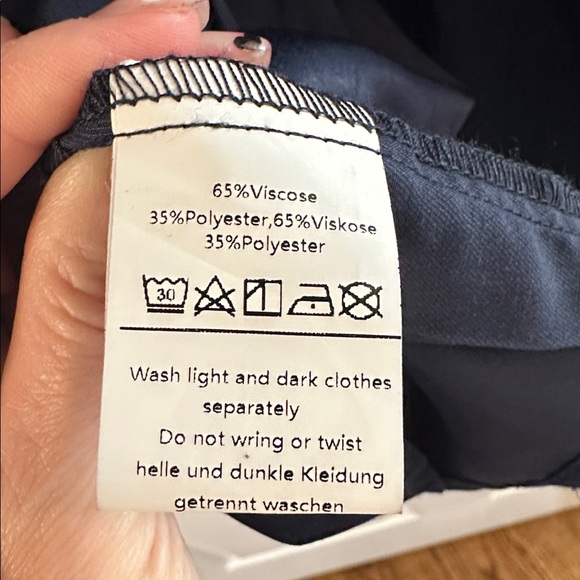 65%Viscose
35%Polyester,65%Viskose
35%Polyester
30
Wash light and dark clothes
separately
Do not wring or twist
helle und dunkle Kleidung
getrennt waschen